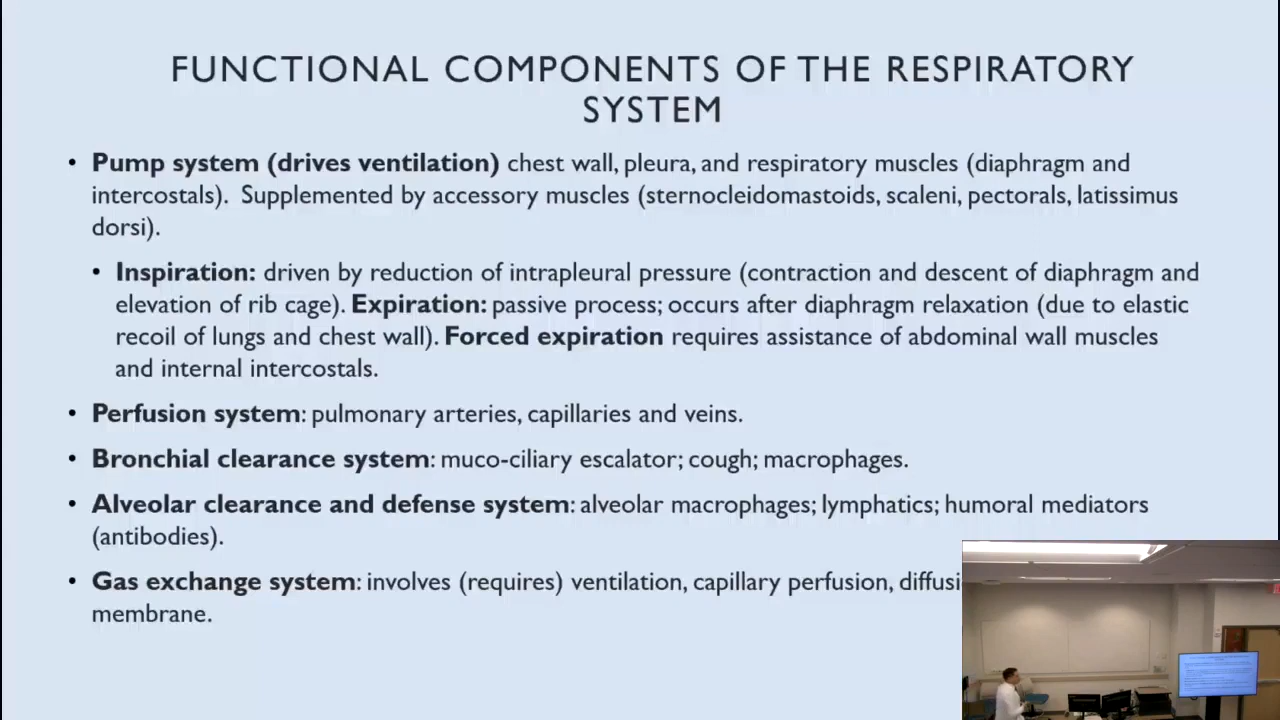 FUNCTIONAL COMPONENTS OF THE RESPIRATORY
SYSTEM
• Pump system (drives ventilation) chest wall, pleura, and respiratory muscles (diaphragm and
intercostals). Supplemented by accessory muscles (sternocleidomastoids, scaleni, pectorals, latissimus
dorsi).
• Inspiration: driven by reduction of intrapleural pressure (contraction and descent of diaphragm and
elevation of rib cage). Expiration: passive process; occurs after diaphragm relaxation (due to elastic
recoil of lungs and chest wall). Forced expiration requires assistance of abdominal wall muscles
and internal intercostals.
• Perfusion system: pulmonary arteries, capillaries and veins.
• Bronchial clearance system: muco-ciliary escalator; cough; macrophages.
• Alveolar clearance and defense system: alveolar macrophages; lymphatics; humoral mediators
(antibodies).
• Gas exchange system: involves (requires) ventilation, capillary perfusion,
membrane.